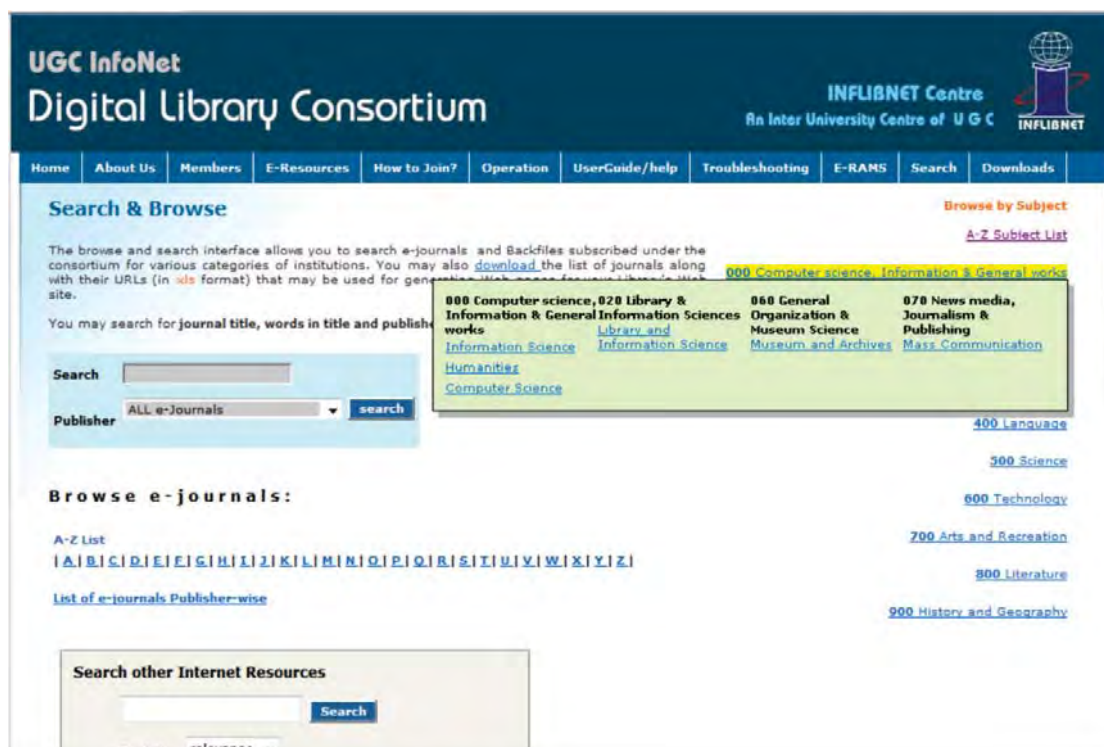 UGC InfoNet
Digital Library Consortium
INFLIBNET Centre
An Inter University Centre of U G C
INFLIBNET
Home About Us Members E-Resources How to Join? Operation UserGuide/help Troubleshooting E-RAMS Search Downloads
Search & Browse
The browse and search interface allows you to search e-journals and Backfiles subscribed under the
consortium for various categories of institutions. You may also download the list of journals along
with their URLs (in xls format) that may be used for
site.
You may search for journal title, words in title and
Search
Publisher ALL e-Journals search
Browse by Subject
A-Z Subject List
000 Computer science, Information & General works
000 Computer science,
Information & General
works
Information Science
Humanities
Computer Science
020 Library &
Information Sciences
Library and
Information Science
060 General
Organization &
Museum Science
Museum and Archives
070 News media,
Journalism &
Publishing
Mass Communication
400 Language
500 Science
600 Technology
700 Arts and Recreation
800 Literature
900 History and Geography
Browse e-journals:
A-Z List
| A | B | C | D | E | F | G | H | I | J | K | L | M | N | O | P | Q | R | S | T | U | V | W | X | Y | Z |
List of e-journals Publisher-wise
Search other Internet Resources
Search